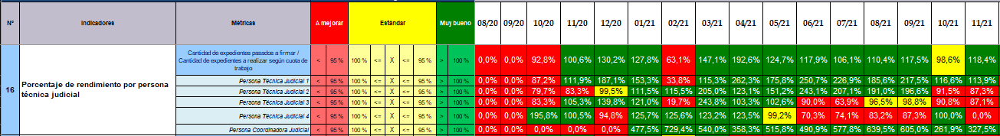 N° Indicadores Métricas A mejorar Estándar Muy bueno 08/20 09/20 10/20 11/20 12/20 01/21 02/21 03/21 04/21 05/21 06/21 07/21 08/21 09/21 10/21 11/21
16 Porcentaje de rendimiento por persona técnica judicial
Cantidad de expedientes pasados a firmar /
Cantidad de expedientes a realizar según cuota de
trabajo
< 95 % 100 % <= X <= 95 % > 100 % 0,0% 0,0% 92,8% 100,6% 130,2% 127,8% 63,1% 147,1% 192,6% 124,7% 117,9% 106,1% 110,4% 117,5% 98,6% 118,4%
Persona Técnica Judicial 1 < 95 % 100 % <= X <= 95 % > 100 % 0,0% 0,0% 87,2% 111,9% 187,1% 153,3% 33,8% 115,3% 262,3% 175,8% 250,7% 226,9% 185,6% 217,5% 116,6% 113,9%
Persona Técnica Judicial 2 < 95 % 100 % <= X <= 95 % > 100 % 0,0% 0,0% 79,7% 83,3% 99,5% 111,5% 115,5% 205,0% 123,1% 151,2% 243,1% 207,1% 191,0% 196,6% 91,5% 87,3%
Persona Técnica Judicial 3 < 95 % 100 % <= X <= 95 % > 100 % 0,0% 0,0% 83,3% 105,3% 139,8% 121,0% 19,7% 243,8% 103,3% 102,6% 90,0% 63,9% 96,5% 98,8% 90,8% 87,1%
Persona Técnica Judicial 4 < 95 % 100 % <= X <= 95 % > 100 % 0,0% 0,0% 195,8% 100,5% 94,8% 125,7% 125,6% 123,2% 123,5% 99,2% 70,3% 74,1% 83,2% 87,3% 100,0% 0,0%
Persona Coordinadora Judicial < 95 % 100 % <= X <= 95 % > 100 % 0,0% 0,0% 0,0% 0,0% 0,0% 477,5% 729,4% 540,0% 358,3% 515,8% 490,9% 577,8% 639,5% 605,0% 261,9% 327,5%